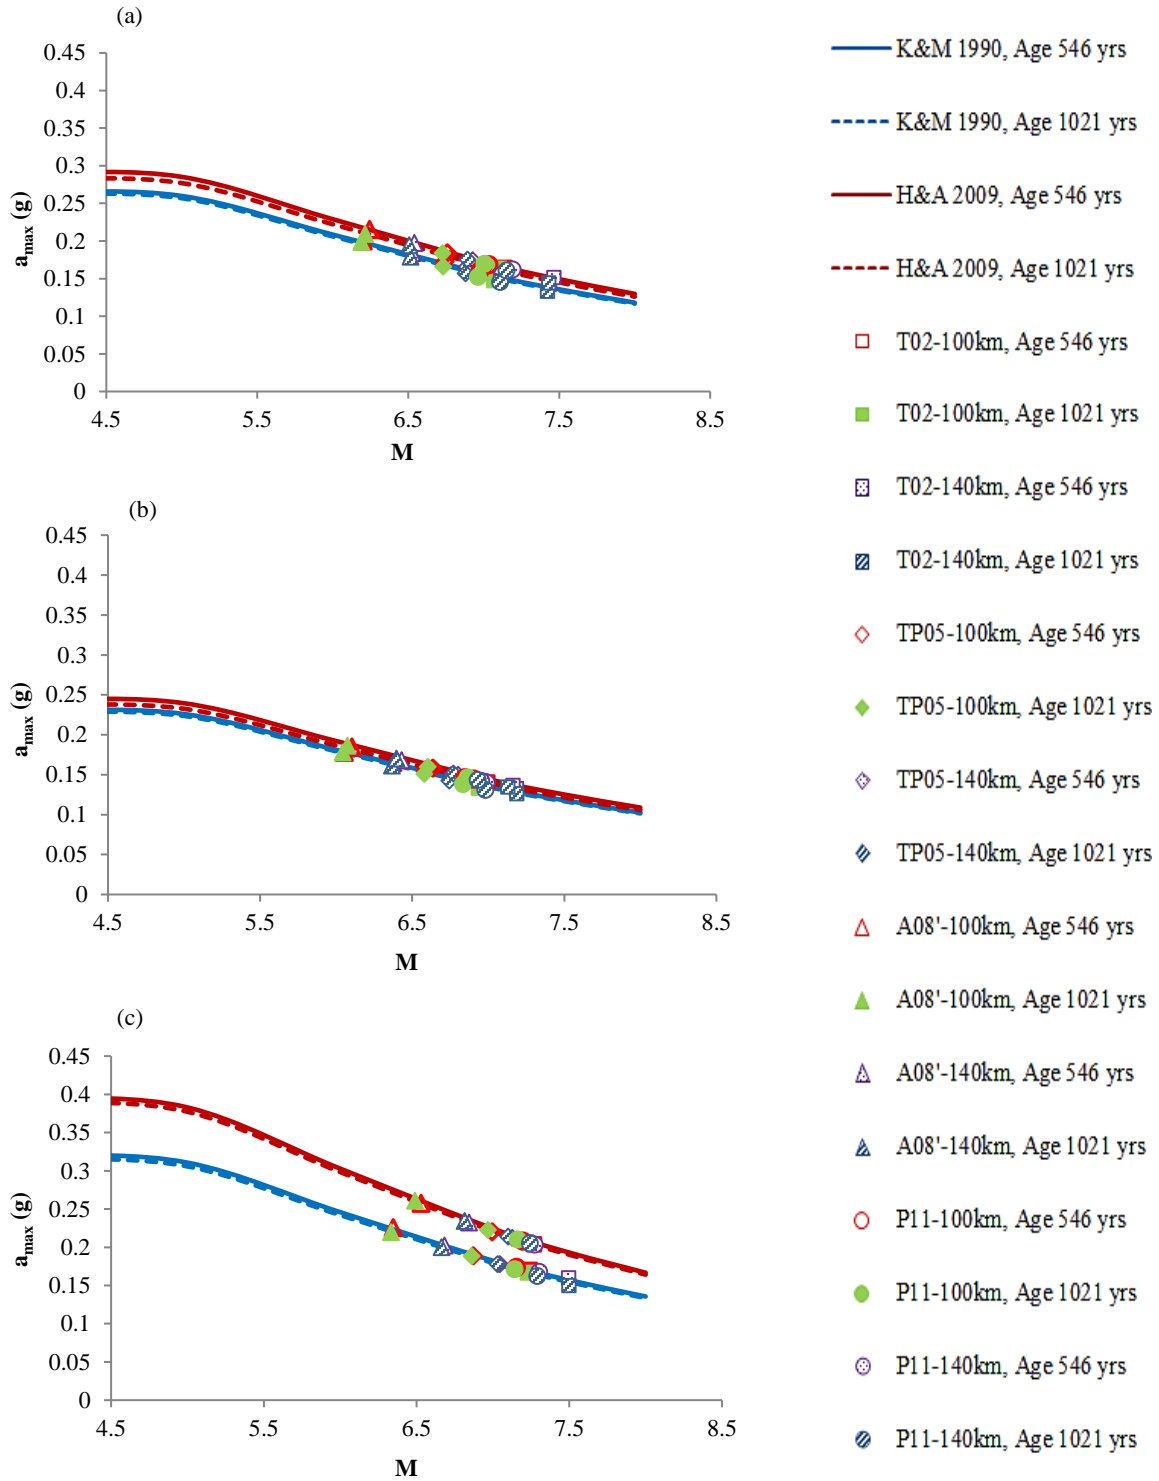 (a)
0.45
0.4
0.35
0.3
0.25
0.2
0.15
0.1
0.05
0
a_max (g)
4.5 5.5 6.5 7.5 8.5
M
(b)
0.45
0.4
0.35
0.3
0.25
0.2
0.15
0.1
0.05
0
a_max (g)
4.5 5.5 6.5 7.5 8.5
M
(c)
0.45
0.4
0.35
0.3
0.25
0.2
0.15
0.1
0.05
0
a_max (g)
4.5 5.5 6.5 7.5 8.5
M
K&M 1990, Age 546 yrs
K&M 1990, Age 1021 yrs
H&A 2009, Age 546 yrs
H&A 2009, Age 1021 yrs
T02-100km, Age 546 yrs
T02-100km, Age 1021 yrs
T02-140km, Age 546 yrs
T02-140km, Age 1021 yrs
TP05-100km, Age 546 yrs
TP05-100km, Age 1021 yrs
TP05-140km, Age 546 yrs
TP05-140km, Age 1021 yrs
A08'-100km, Age 546 yrs
A08'-100km, Age 1021 yrs
A08'-140km, Age 546 yrs
A08'-140km, Age 1021 yrs
P11-100km, Age 546 yrs
P11-100km, Age 1021 yrs
P11-140km, Age 546 yrs
P11-140km, Age 1021 yrs